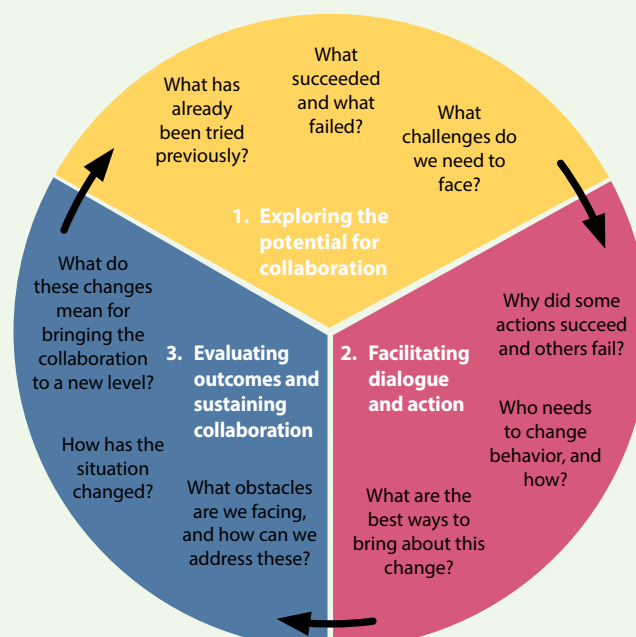 What has
already
been tried
previously?
What
succeeded
and what
failed?
What
challenges do
we need to
face?
1. Exploring the
potential for
collaboration
Why did some
actions succeed
and others fail?
Who needs
to change
behavior, and
how?
What are the
best ways to
bring about this
change?
2. Facilitating
dialogue
and action
3. Evaluating
outcomes and
sustaining
collaboration
What obstacles
are we facing,
and how can we
address these?
How has the
situation
changed?
What do
these changes
mean for
bringing the
collaboration
to a new level?